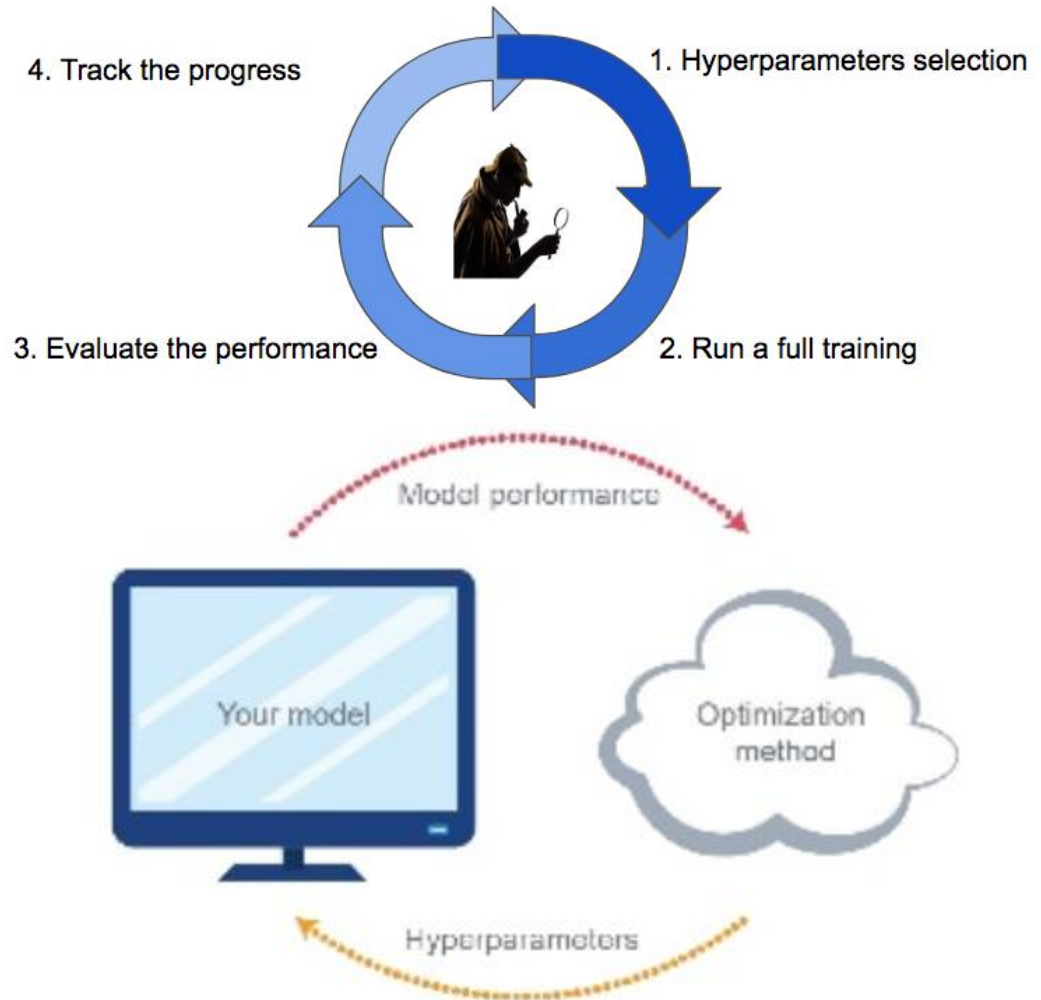 4. Track the progress
1. Hyperparameters selection
3. Evaluate the performance
2. Run a full training
Model performance
Your model
Optimization
method
Hyperparameters